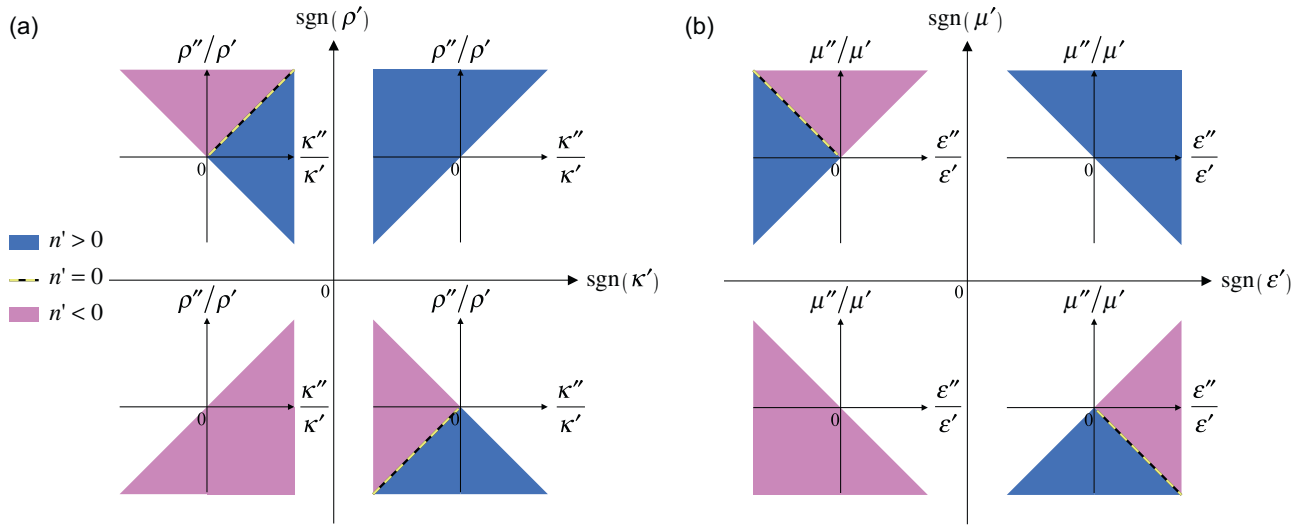 (a)
sgn(ρ′)
ρ″/ρ′
ρ″/ρ′
κ″/κ′
κ″/κ′
0
0
n' > 0
n' = 0
n' < 0
sgn(κ′)
0
ρ″/ρ′
ρ″/ρ′
κ″/κ′
κ″/κ′
0
0
(b)
sgn(μ′)
μ″/μ′
μ″/μ′
ε″/ε′
ε″/ε′
0
0
sgn(ε′)
0
μ″/μ′
μ″/μ′
ε″/ε′
ε″/ε′
0
0